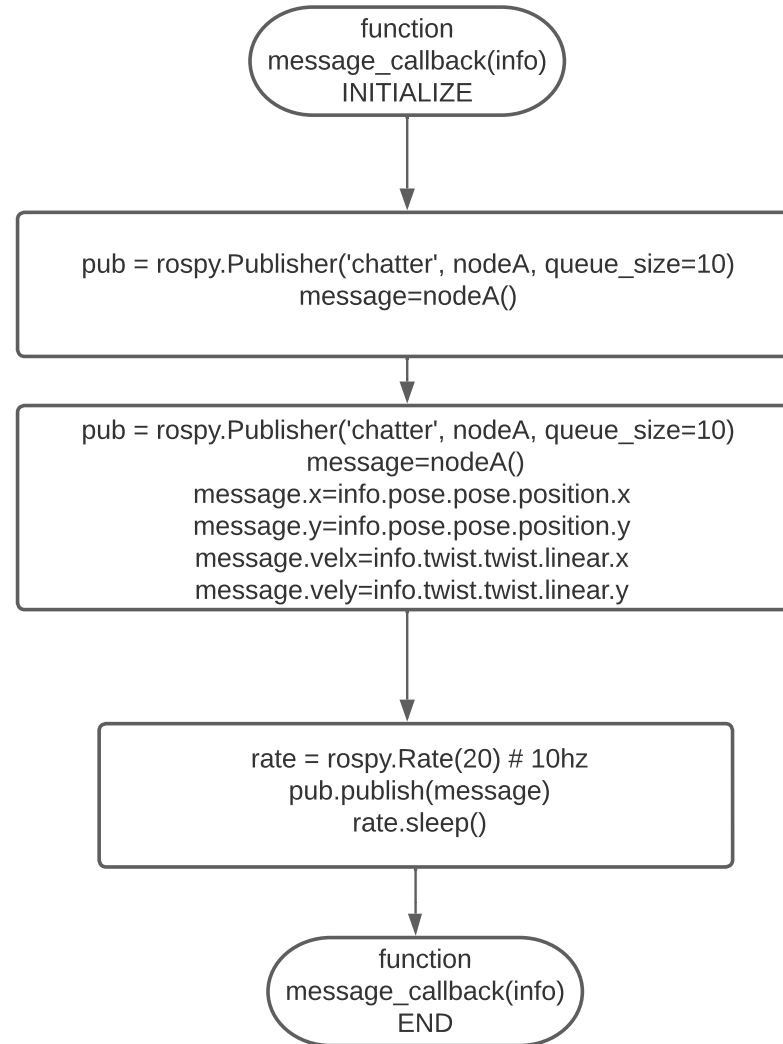 function
message_callback(info)
INITIALIZE
pub = rospy.Publisher('chatter', nodeA, queue_size=10)
message=nodeA()
pub = rospy.Publisher('chatter', nodeA, queue_size=10)
message=nodeA()
message.x=info.pose.pose.position.x
message.y=info.pose.pose.position.y
message.velx=info.twist.twist.linear.x
message.vely=info.twist.twist.linear.y
rate = rospy.Rate(20) # 10hz
pub.publish(message)
rate.sleep()
function
message_callback(info)
END